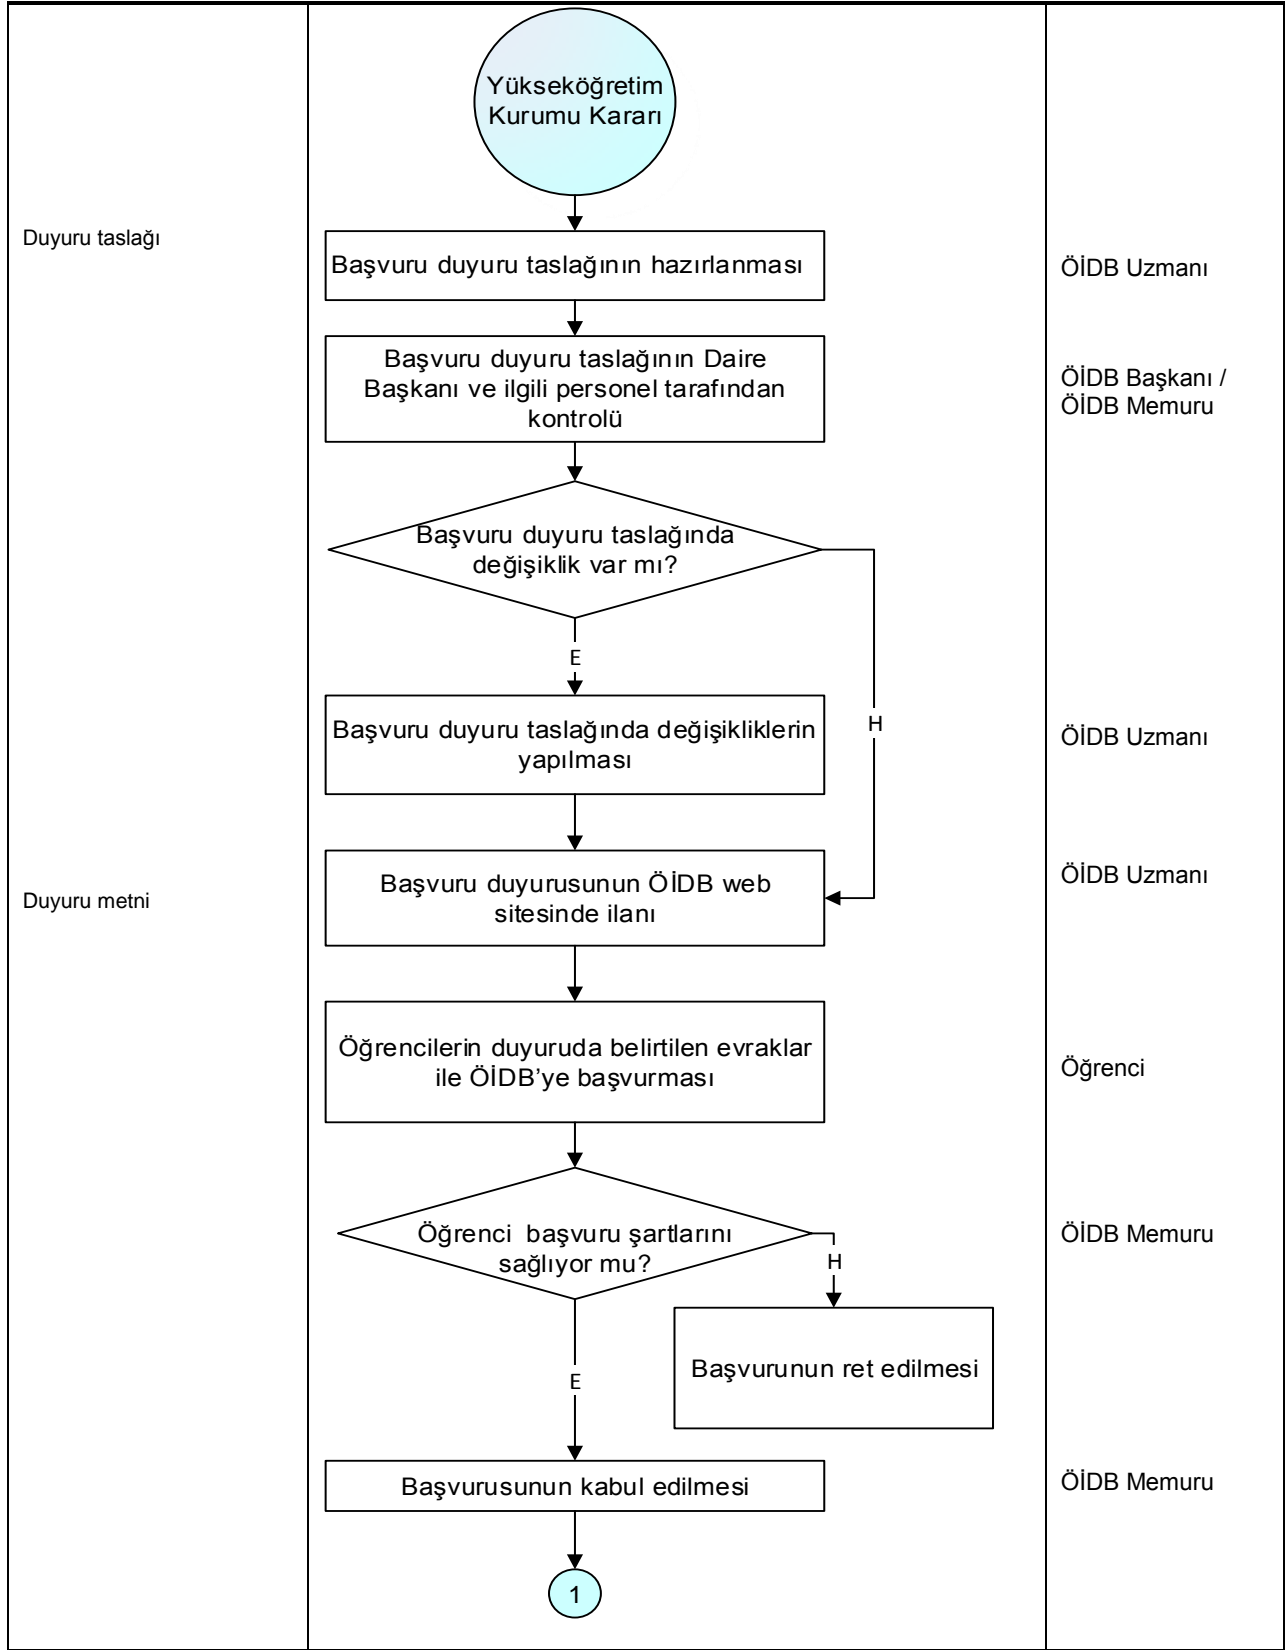 Yükseköğretim
Kurumu Kararı
Duyuru taslağı
Başvuru duyuru taslağının hazırlanması
ÖİDB Uzmanı
Başvuru duyuru taslağının Daire
Başkanı ve ilgili personel tarafından
kontrolü
ÖİDB Başkanı /
ÖİDB Memuru
Başvuru duyuru taslağında
değişiklik var mı?
E
H
Başvuru duyuru taslağında değişikliklerin
yapılması
ÖİDB Uzmanı
Duyuru metni
Başvuru duyurusunun ÖİDB web
sitesinde ilanı
ÖİDB Uzmanı
Öğrencilerin duyuruda belirtilen evraklar
ile ÖİDB'ye başvurması
Öğrenci
Öğrenci  başvuru şartlarını
sağlıyor mu?
ÖİDB Memuru
H
Başvurunun ret edilmesi
E
Başvurusunun kabul edilmesi
ÖİDB Memuru
1